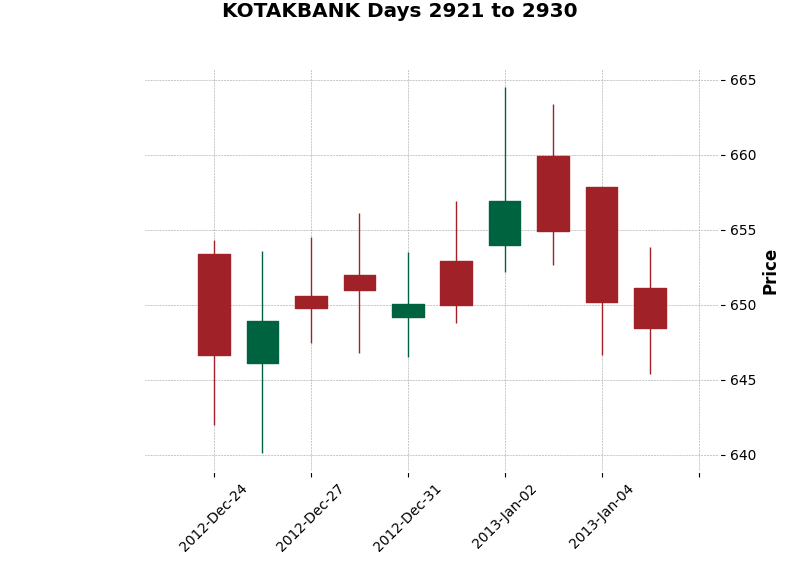 KOTAKBANK Days 2921 to 2930
665
660
655
650
645
640
Price
2012-Dec-24
2012-Dec-27
2012-Dec-31
2013-Jan-02
2013-Jan-04